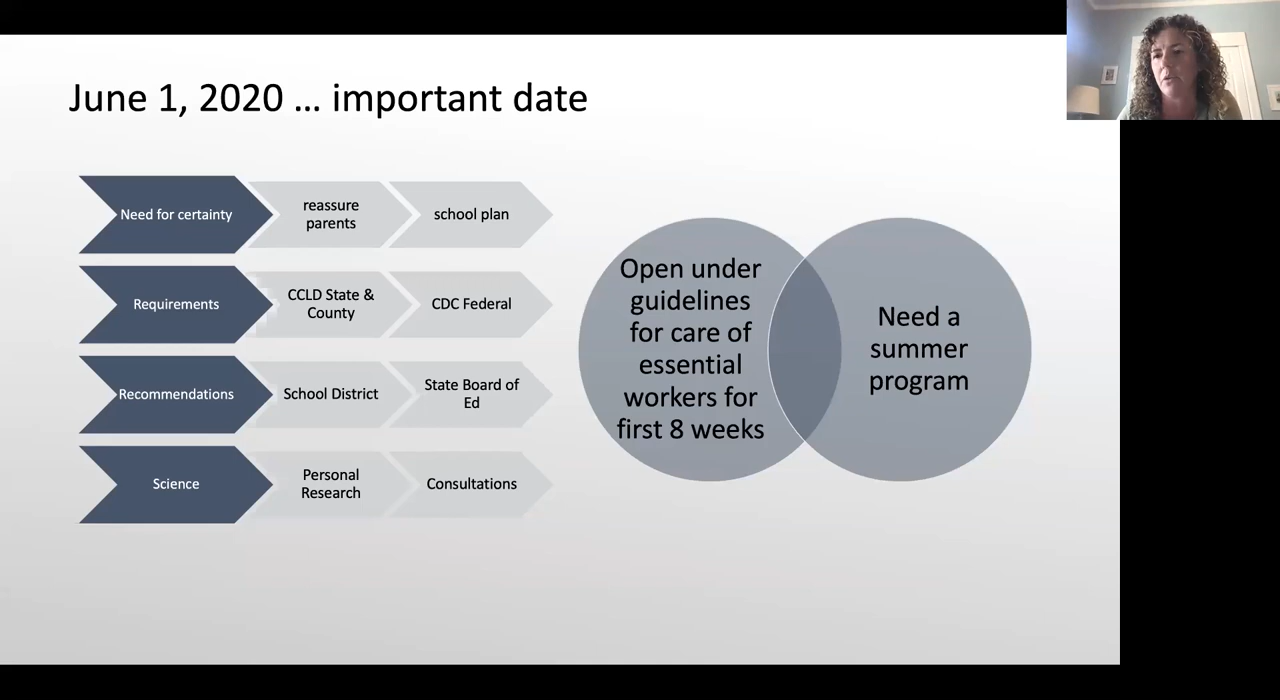 June 1, 2020 … important date
Need for certainty
reassure
parents
school plan
Requirements
CCLD State &
County
CDC Federal
Recommendations
School District
State Board of
Ed
Science
Personal
Research
Consultations
Open under
guidelines
for care of
essential
workers for
first 8 weeks
Need a
summer
program